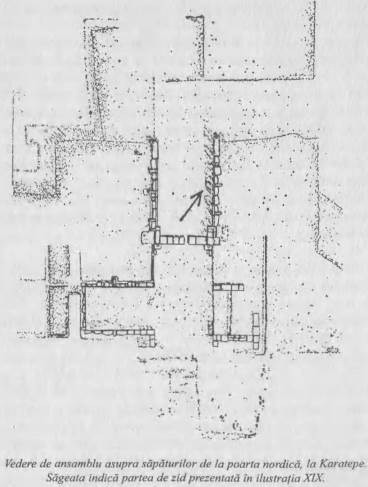 Vedere de ansamblu asupra săpăturilor de la poarta nordică, la Karatepe.
Săgeata indică partea de zid prezentată în ilustrația XIX.